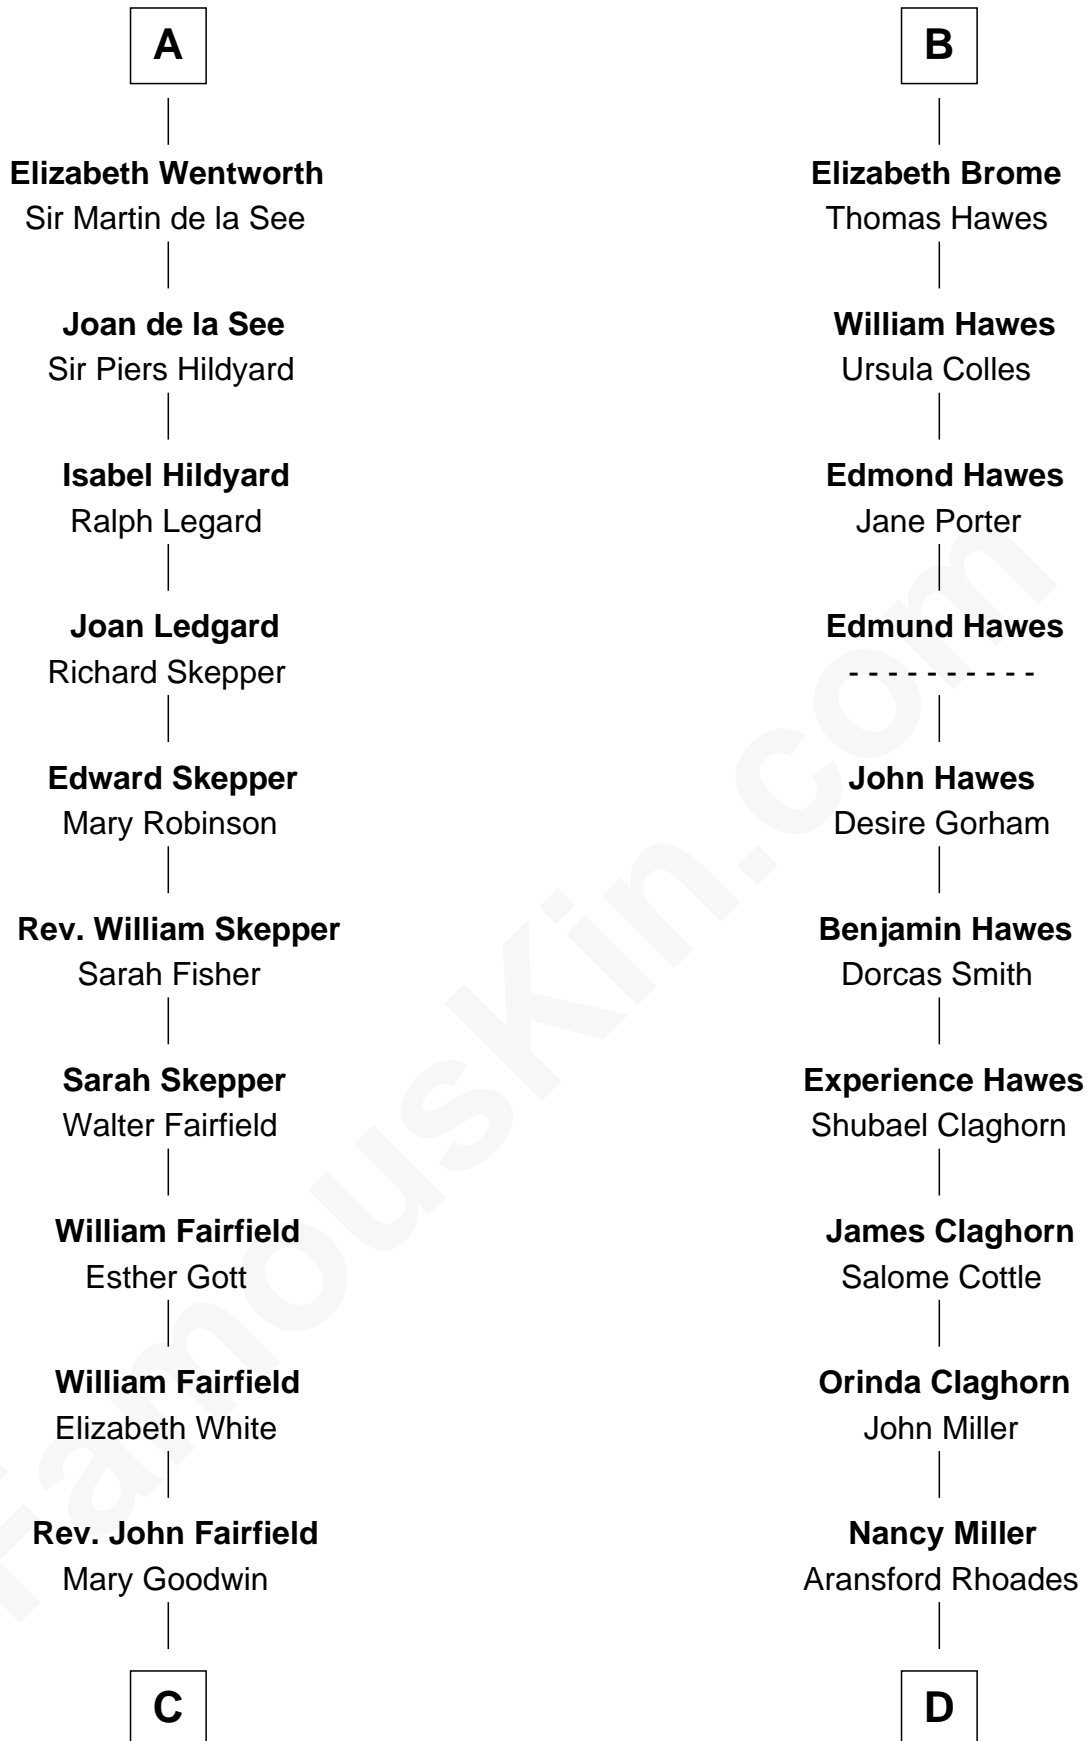 A
Elizabeth Wentworth
Sir Martin de la See
Joan de la See
Sir Piers Hildyard
Isabel Hildyard
Ralph Legard
Joan Ledgard
Richard Skepper
Edward Skepper
Mary Robinson
Rev. William Skepper
Sarah Fisher
Sarah Skepper
Walter Fairfield
William Fairfield
Esther Gott
William Fairfield
Elizabeth White
Rev. John Fairfield
Mary Goodwin
C
B
Elizabeth Brome
Thomas Hawes
William Hawes
Ursula Colles
Edmond Hawes
Jane Porter
Edmund Hawes
- - - - - - - - - -
John Hawes
Desire Gorham
Benjamin Hawes
Dorcas Smith
Experience Hawes
Shubael Claghorn
James Claghorn
Salome Cottle
Orinda Claghorn
John Miller
Nancy Miller
Aransford Rhoades
D
FamousKin.com